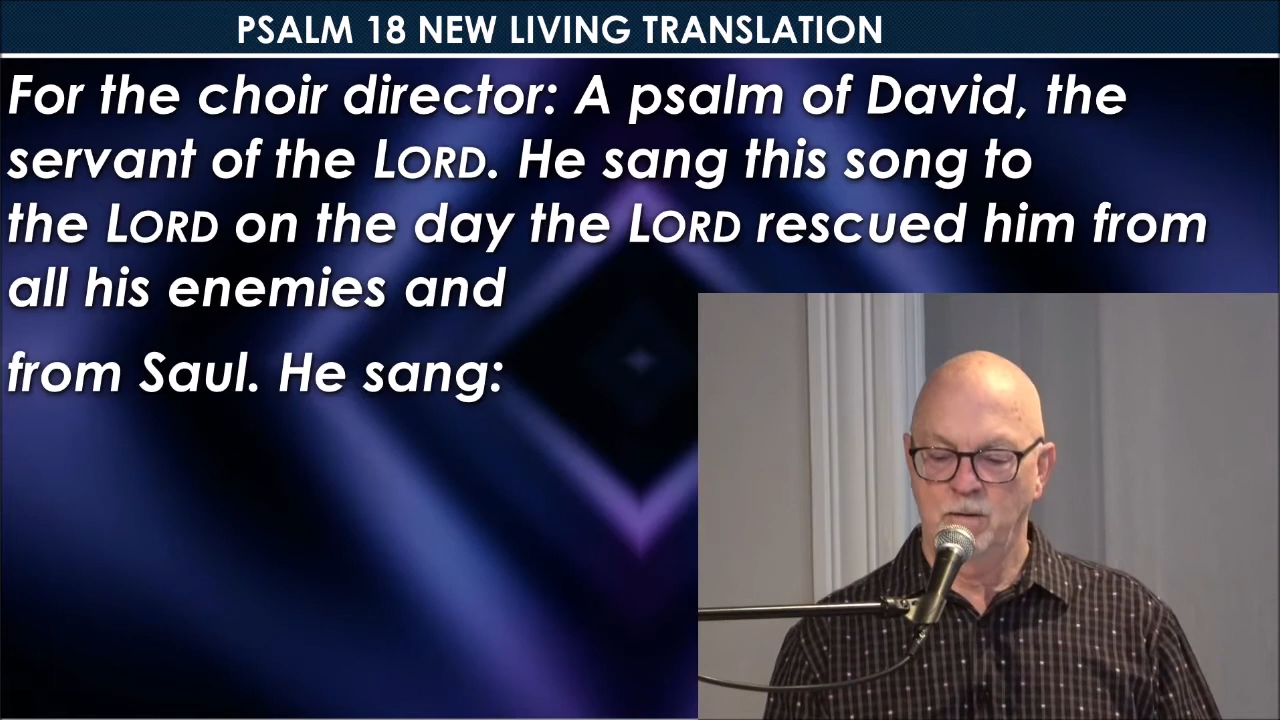 PSALM 18 NEW LIVING TRANSLATION
For the choir director: A psalm of David, the
servant of the LORD. He sang this song to
the LORD on the day the LORD rescued him from
all his enemies and
from Saul. He sang: